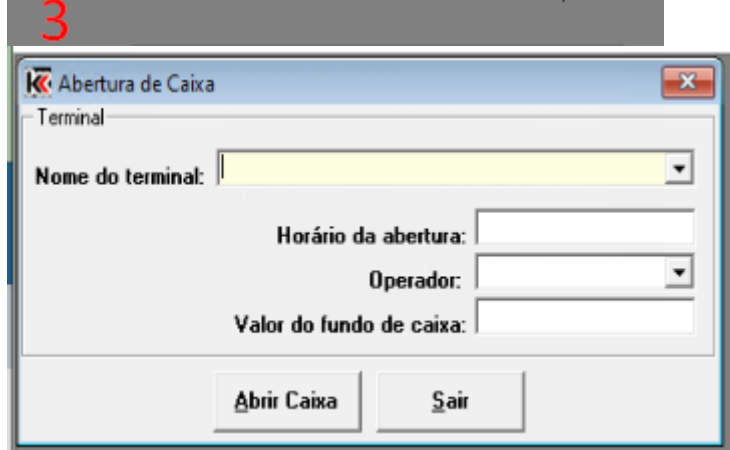 3
Abertura de Caixa
Terminal
Nome do terminal:
Horário da abertura:
Operador:
Valor do fundo de caixa:
Abrir Caixa Sair